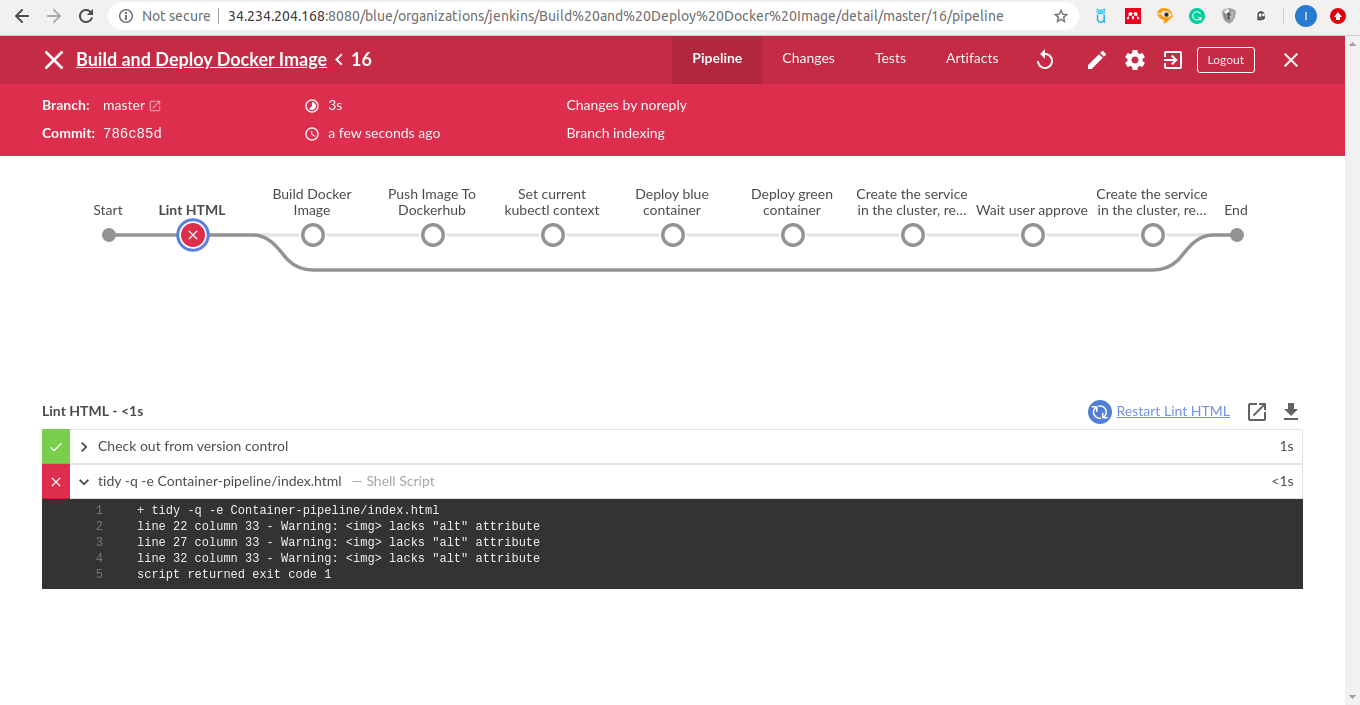 Not secure | 34.234.204.168:8080/blue/organizations/jenkins/Build%20and%20Deploy%20Docker%20Image/detail/master/16/pipeline
Build and Deploy Docker Image < 16
Pipeline Changes Tests Artifacts Logout
Branch: master 3s Changes by noreply
Commit: 786c85d a few seconds ago Branch indexing
Start
Lint HTML
Build Docker
Image
Push Image To
Dockerhub
Set current
kubectl context
Deploy blue
container
Deploy green
container
Create the service
in the cluster, re...
Wait user approve
Create the service
in the cluster, re...
End
Lint HTML - <1s
Restart Lint HTML
Check out from version control 1s
tidy -q -e Container-pipeline/index.html — Shell Script <1s
1 + tidy -q -e Container-pipeline/index.html
2 line 22 column 33 - Warning: <img> lacks "alt" attribute
3 line 27 column 33 - Warning: <img> lacks "alt" attribute
4 line 32 column 33 - Warning: <img> lacks "alt" attribute
5 script returned exit code 1